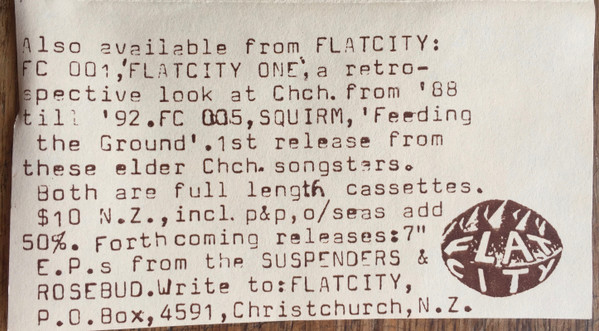 Also available from FLATCITY:
FC 001,'FLATCITY ONE',a retro-
spective look at Chch. from '88
till '92.FC 005,SQUIRM,'Feeding
the Ground'.1st release from
these elder Chch. songsters.
Both are full length cassettes.
$10 N.Z.,incl. p&p,o/seas add
50%. Forthcoming releases:7"
E.P.s from the SUSPENDERS &
ROSEBUD.Write to:FLATCITY,
P.O.Box,4591,Christchurch,N.Z.
FLAT
CITY